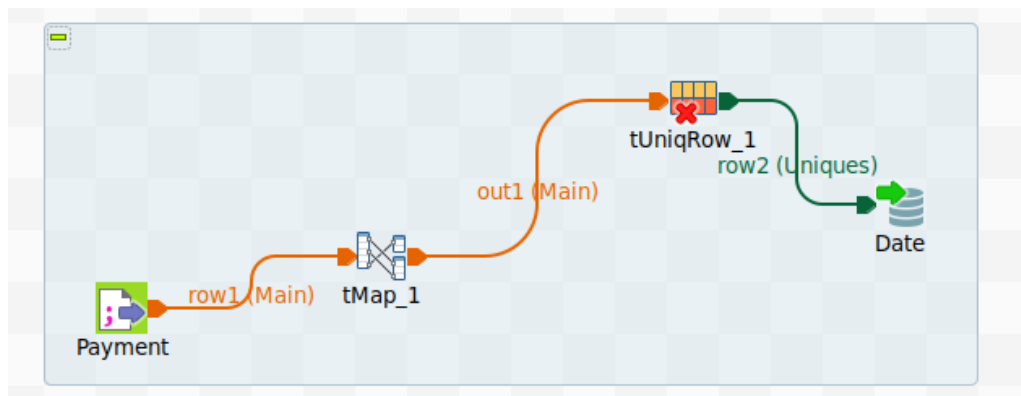 tUniqRow_1
row2 (Uniques)
out1 (Main)
Date
row1 (Main)
tMap_1
Payment